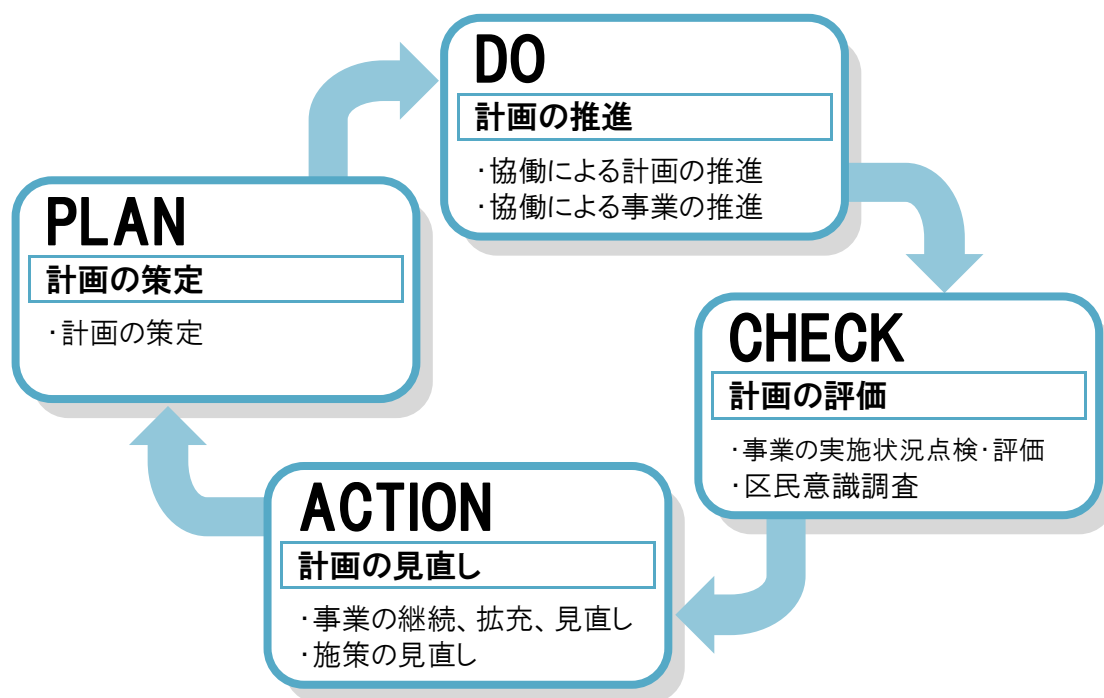 PLAN
計画の策定
・計画の策定
DO
計画の推進
・協働による計画の推進
・協働による事業の推進
CHECK
計画の評価
・事業の実施状況点検・評価
・区民意識調査
ACTION
計画の見直し
・事業の継続、拡充、見直し
・施策の見直し